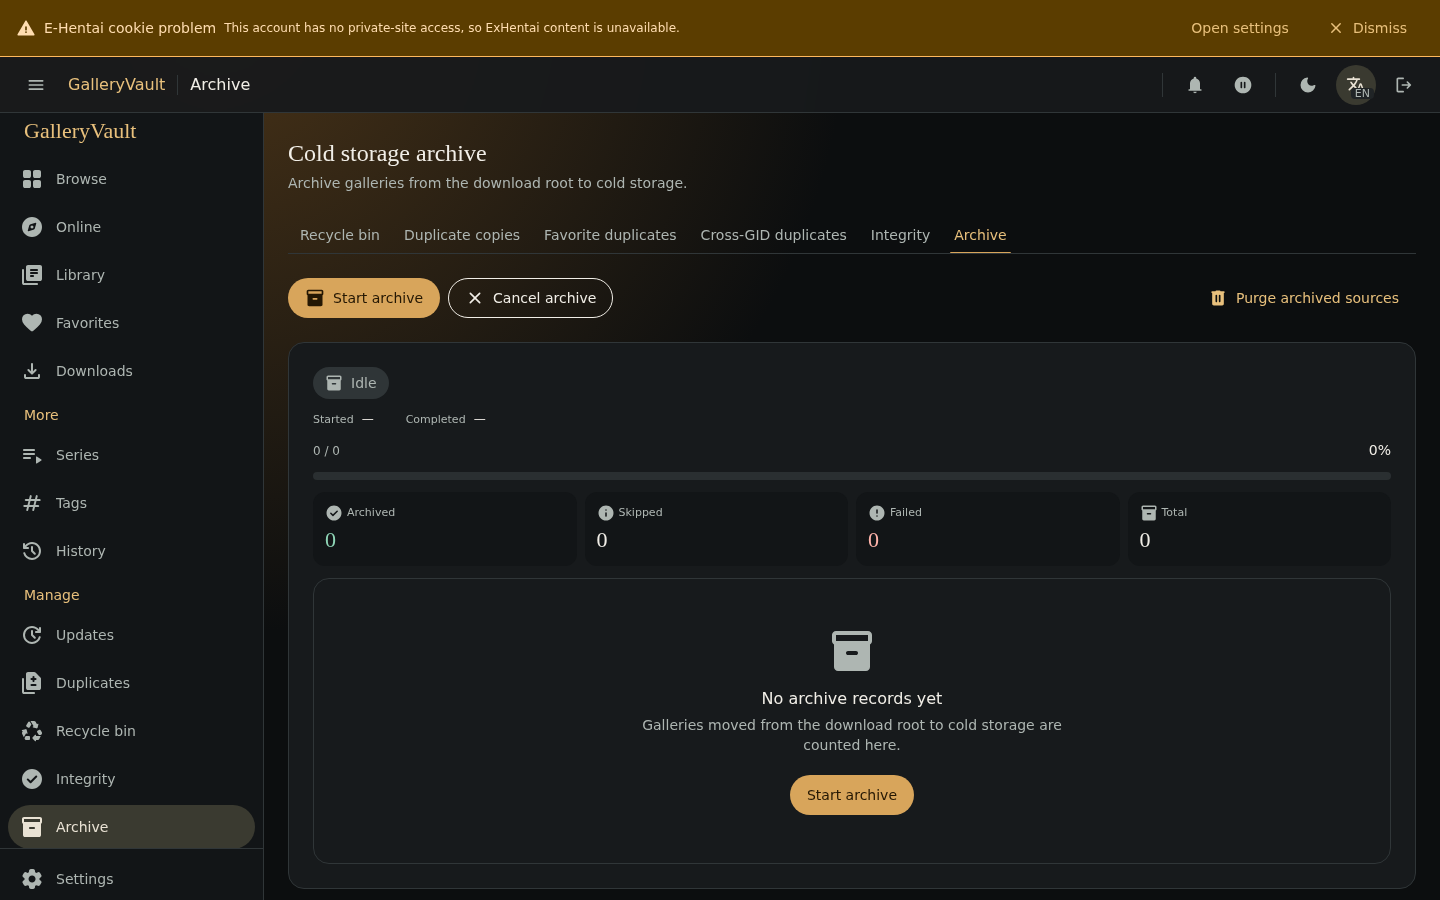 E-Hentai cookie problem This account has no private-site access, so ExHentai content is unavailable.
Open settings
Dismiss
GalleryVault
Archive
EN
GalleryVault
Browse
Online
Library
Favorites
Downloads
More
Series
Tags
History
Manage
Updates
Duplicates
Recycle bin
Integrity
Archive
Settings
Cold storage archive
Archive galleries from the download root to cold storage.
Recycle bin
Duplicate copies
Favorite duplicates
Cross-GID duplicates
Integrity
Archive
Start archive
Cancel archive
Purge archived sources
Idle
Started —
Completed —
0 / 0
0%
Archived
0
Skipped
0
Failed
0
Total
0
No archive records yet
Galleries moved from the download root to cold storage are
counted here.
Start archive